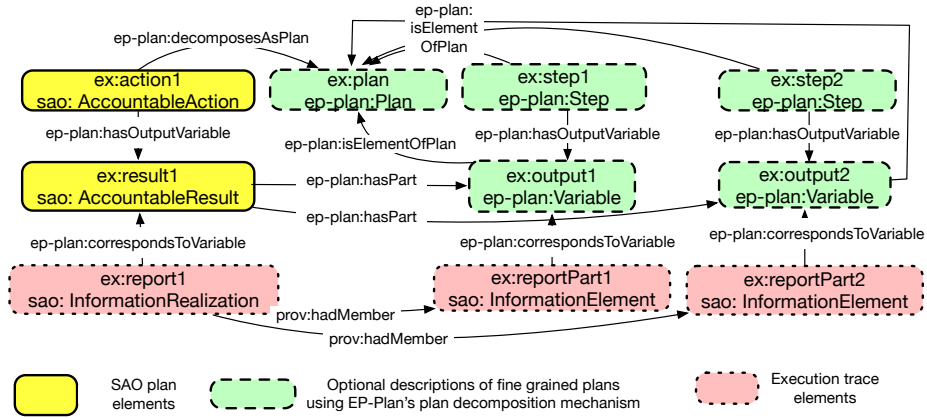 ep-plan:
isElement
OfPlan
ep-plan:decomposesAsPlan
ex:action1
sao: AccountableAction
ex:plan
ep-plan:Plan
ex:step1
ep-plan:Step
ex:step2
ep-plan:Step
ep-plan:hasOutputVariable
ep-plan:isElementOfPlan
ep-plan:hasOutputVariable
ep-plan:hasOutputVariable
ex:result1
sao: AccountableResult
ep-plan:hasPart
ep-plan:hasPart
ex:output1
ep-plan:Variable
ex:output2
ep-plan:Variable
ep-plan:correspondsToVariable
ep-plan:correspondsToVariable
ep-plan:correspondsToVariable
ex:report1
sao: InformationRealization
ex:reportPart1
sao: InformationElement
ex:reportPart2
sao: InformationElement
prov:hadMember
prov:hadMember
SAO plan
elements
Optional descriptions of fine grained plans
using EP-Plan's plan decomposition mechanism
Execution trace
elements